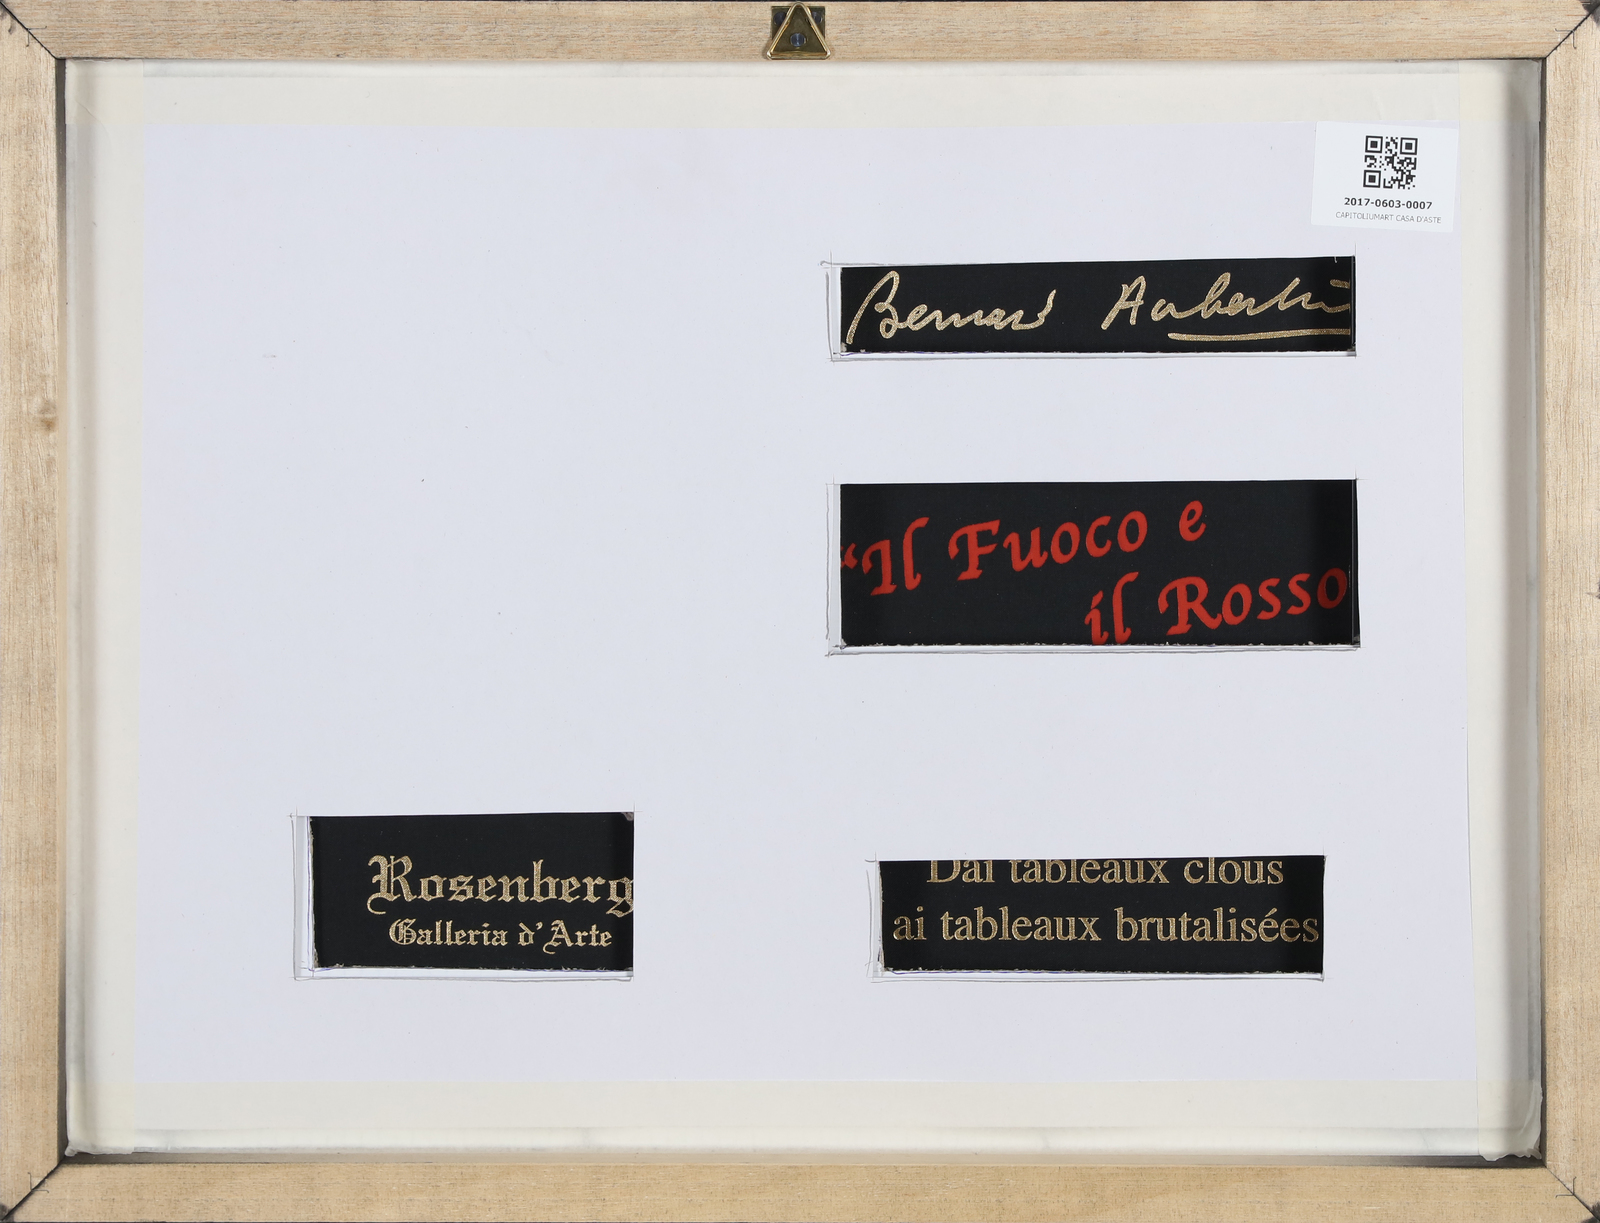 2017-0603-0007
CAPITOLIUMART CASA D'ASTE
Bernard Aubertin
"Il Fuoco e
il Rosso
Rosenberg
Galleria d'Arte
Dai tableaux clous
ai tableaux brutalisées